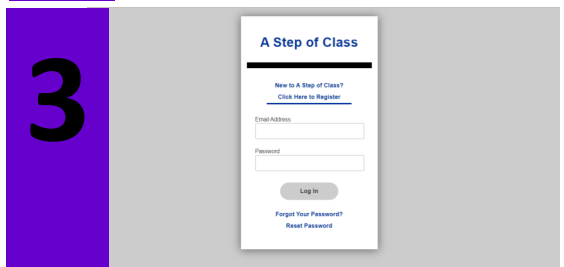 3
A Step of Class
New to A Step of Class?
Click Here to Register
Email Address
Password
Log In
Forgot Your Password?
Reset Password